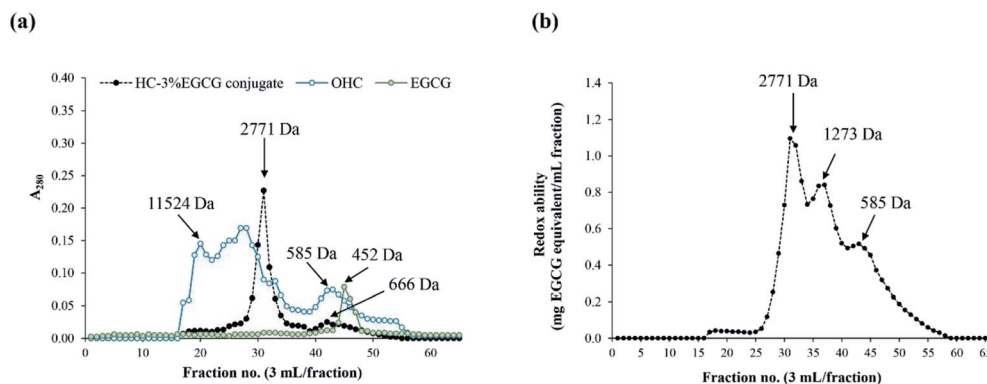 (a)
HC-3%EGCG conjugate OHC EGCG
0.40
0.35
0.30
0.25
0.20
0.15
0.10
0.05
0.00
A280
2771 Da
11524 Da
585 Da
452 Da
666 Da
0 10 20 30 40 50 60
Fraction no. (3 mL/fraction)
(b)
1.4
1.2
1.0
0.8
0.6
0.4
0.2
0.0
Redox ability
(mg EGCG equivalent/mL fraction)
2771 Da
1273 Da
585 Da
0 5 10 15 20 25 30 35 40 45 50 55 60 65
Fraction no. (3 mL/fraction)